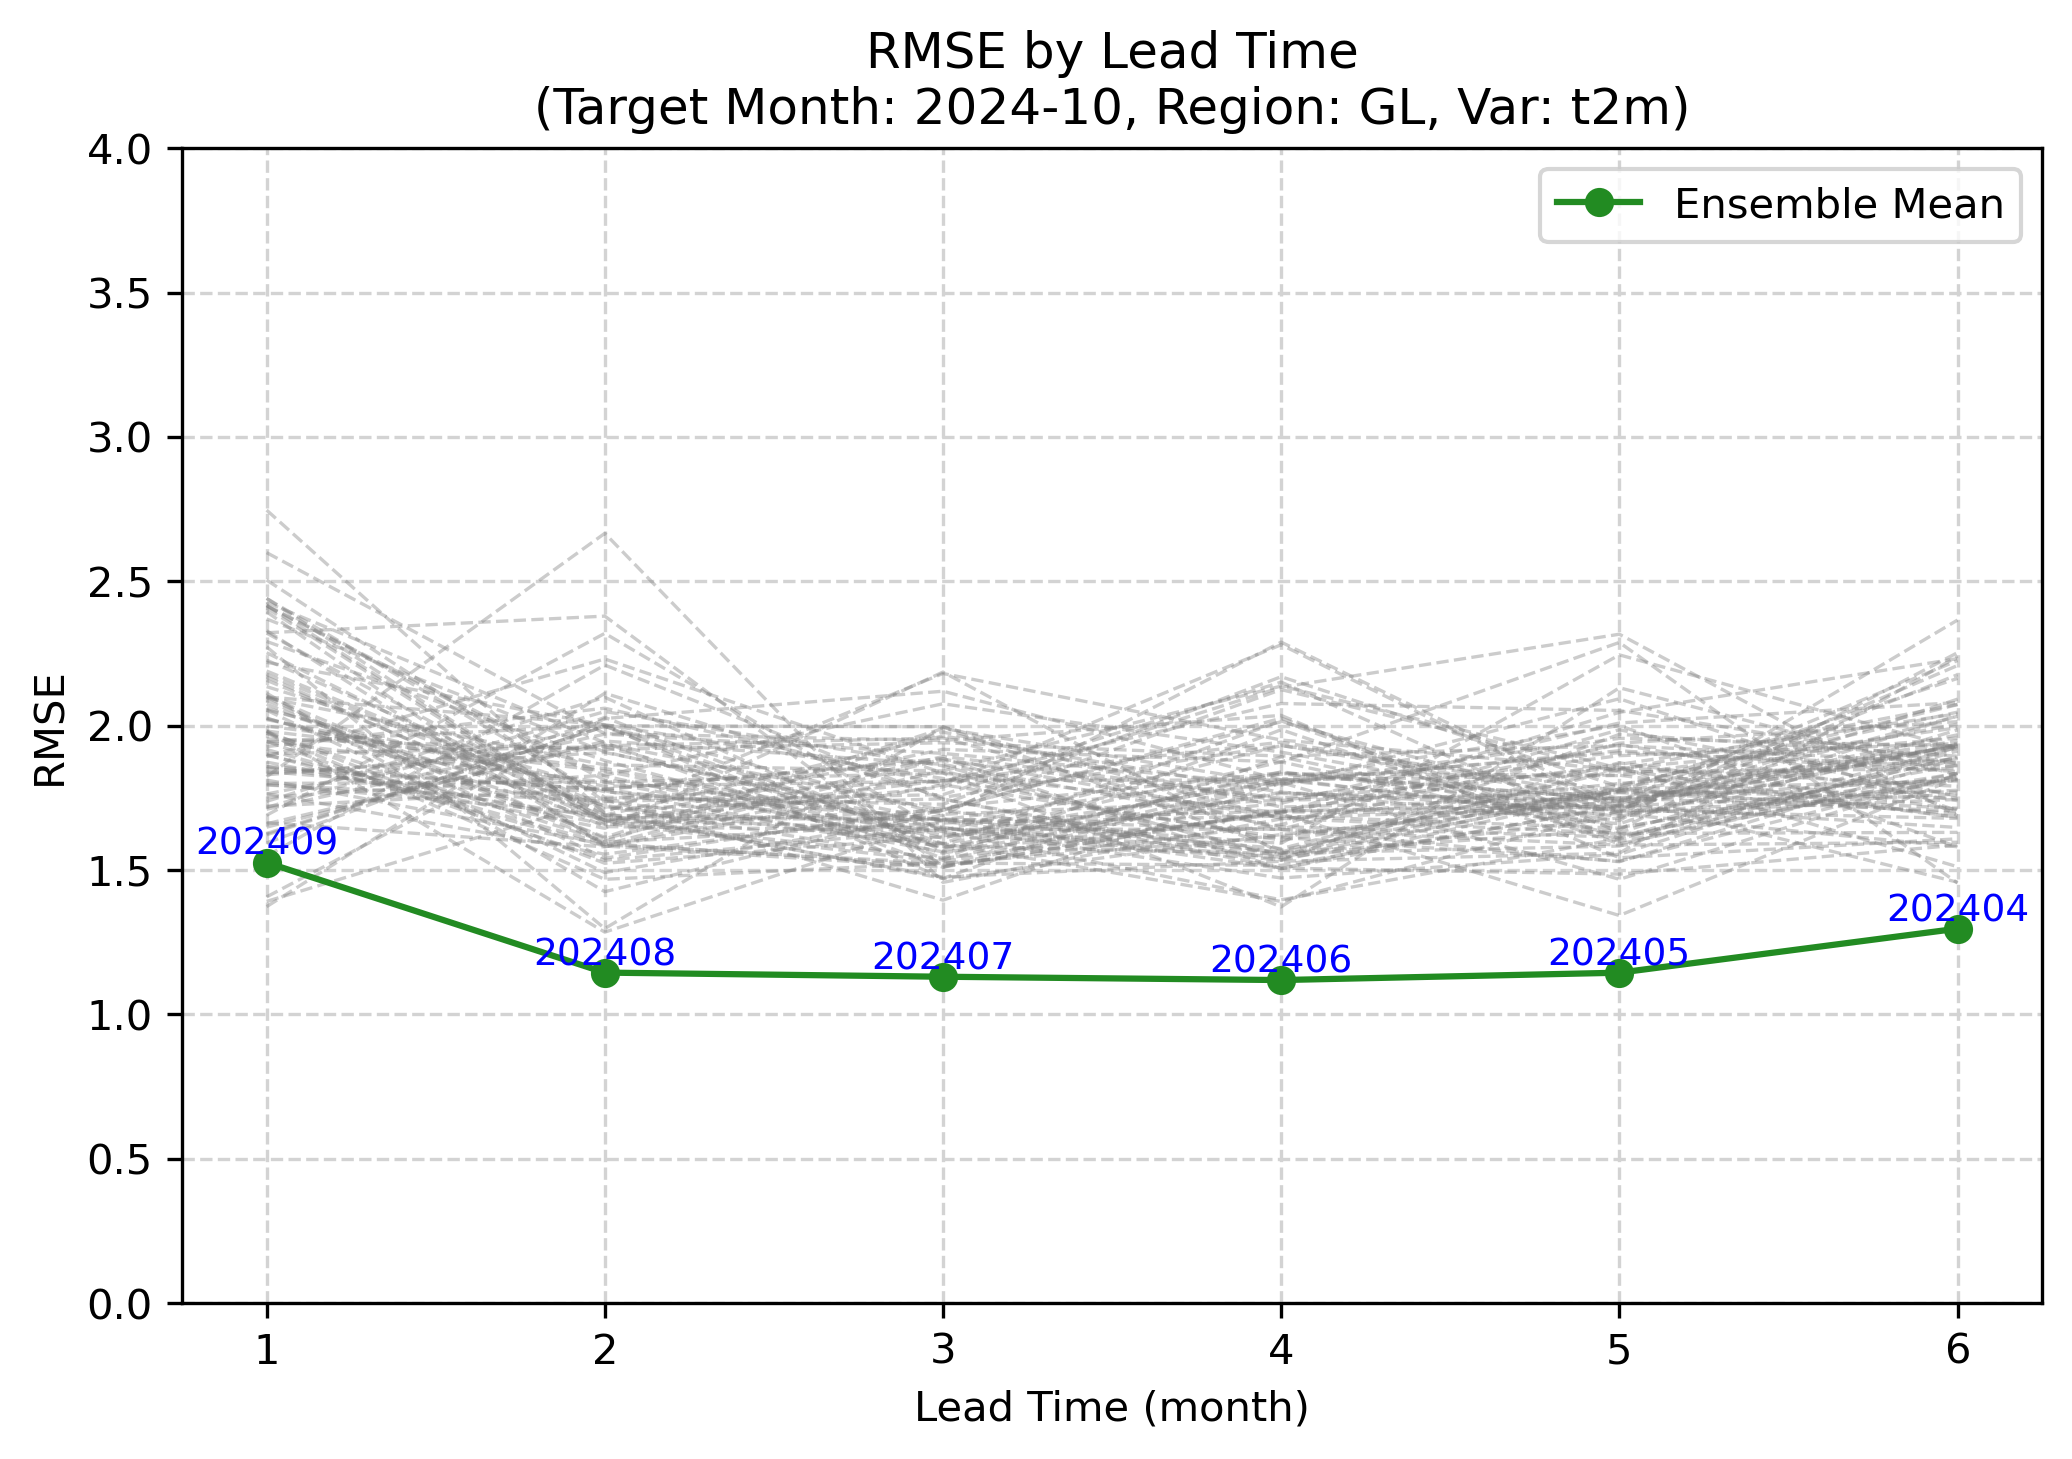 RMSE by Lead Time
(Target Month: 2024-10, Region: GL, Var: t2m)
4.0
3.5
3.0
2.5
2.0
1.5
1.0
0.5
0.0
RMSE
Ensemble Mean
202409
202408
202407
202406
202405
202404
1 2 3 4 5 6
Lead Time (month)